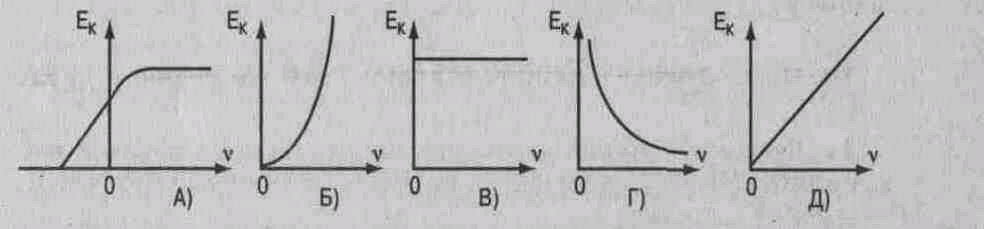 Eк Eк Eк Eк Eк
ν ν ν ν ν
0 0 0 0 0
А) Б) В) Г) Д)